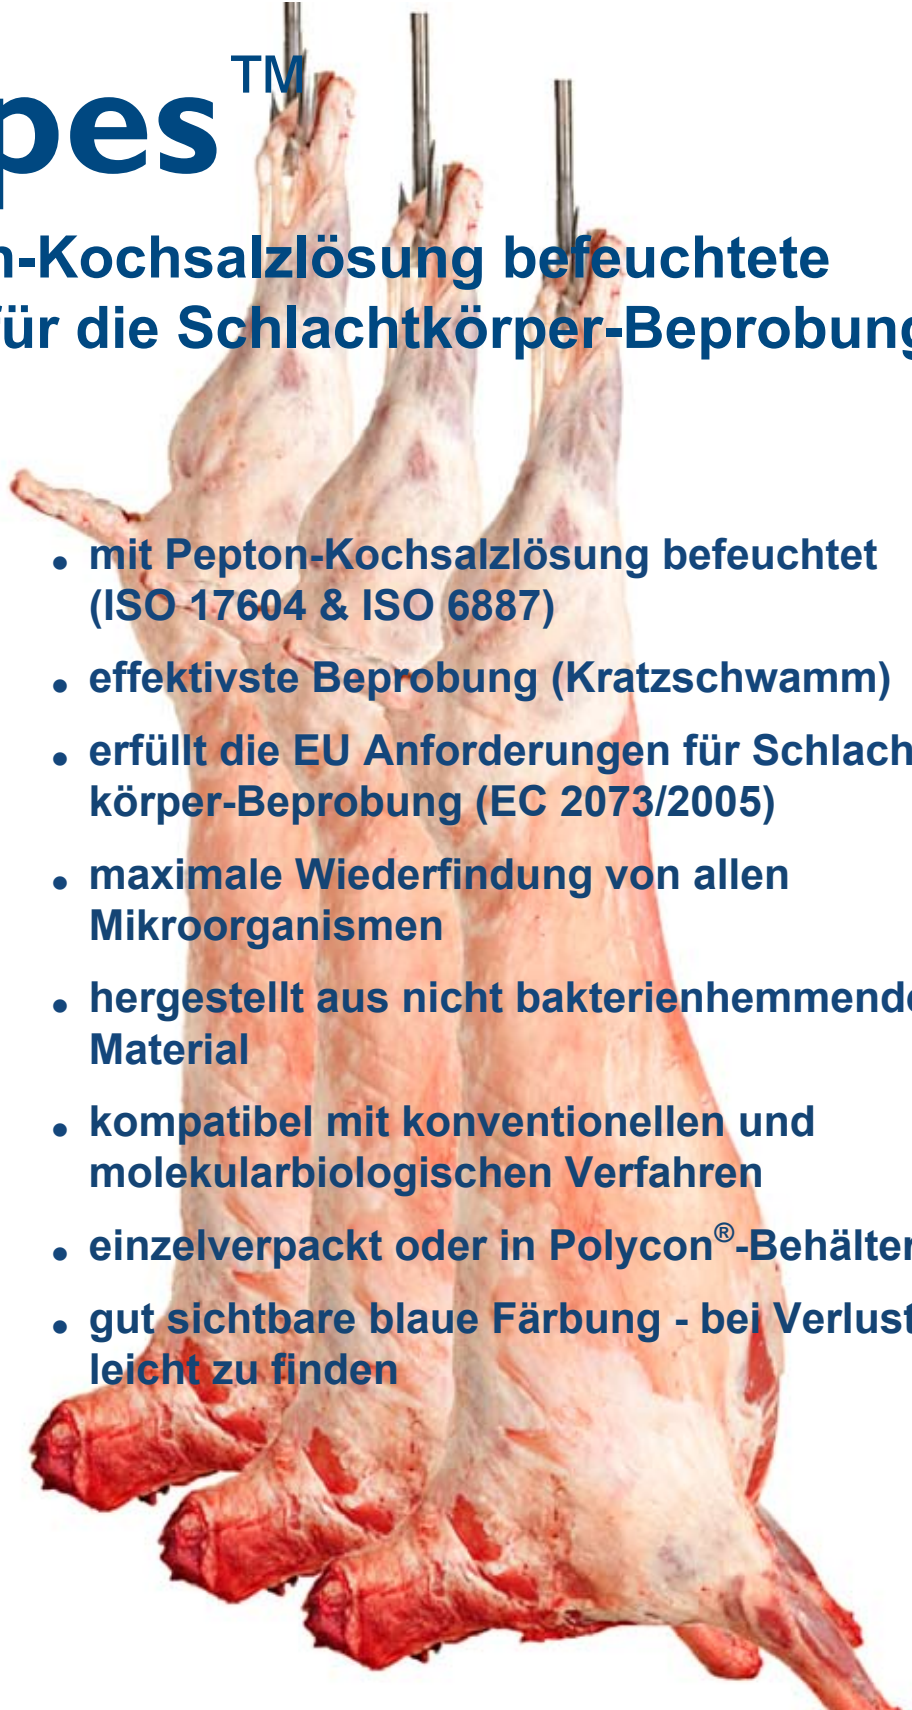 pes™
n-Kochsalzlösung befeuchtete
für die Schlachtkörper-Beprobung
• mit Pepton-Kochsalzlösung befeuchtet
(ISO 17604 & ISO 6887)
• effektivste Beprobung (Kratzschwamm)
• erfüllt die EU Anforderungen für Schlach
körper-Beprobung (EC 2073/2005)
• maximale Wiederfindung von allen
Mikroorganismen
• hergestellt aus nicht bakterienhemmende
Material
• kompatibel mit konventionellen und
molekularbiologischen Verfahren
• einzelverpackt oder in Polycon®-Behälter
• gut sichtbare blaue Färbung - bei Verlust
leicht zu finden